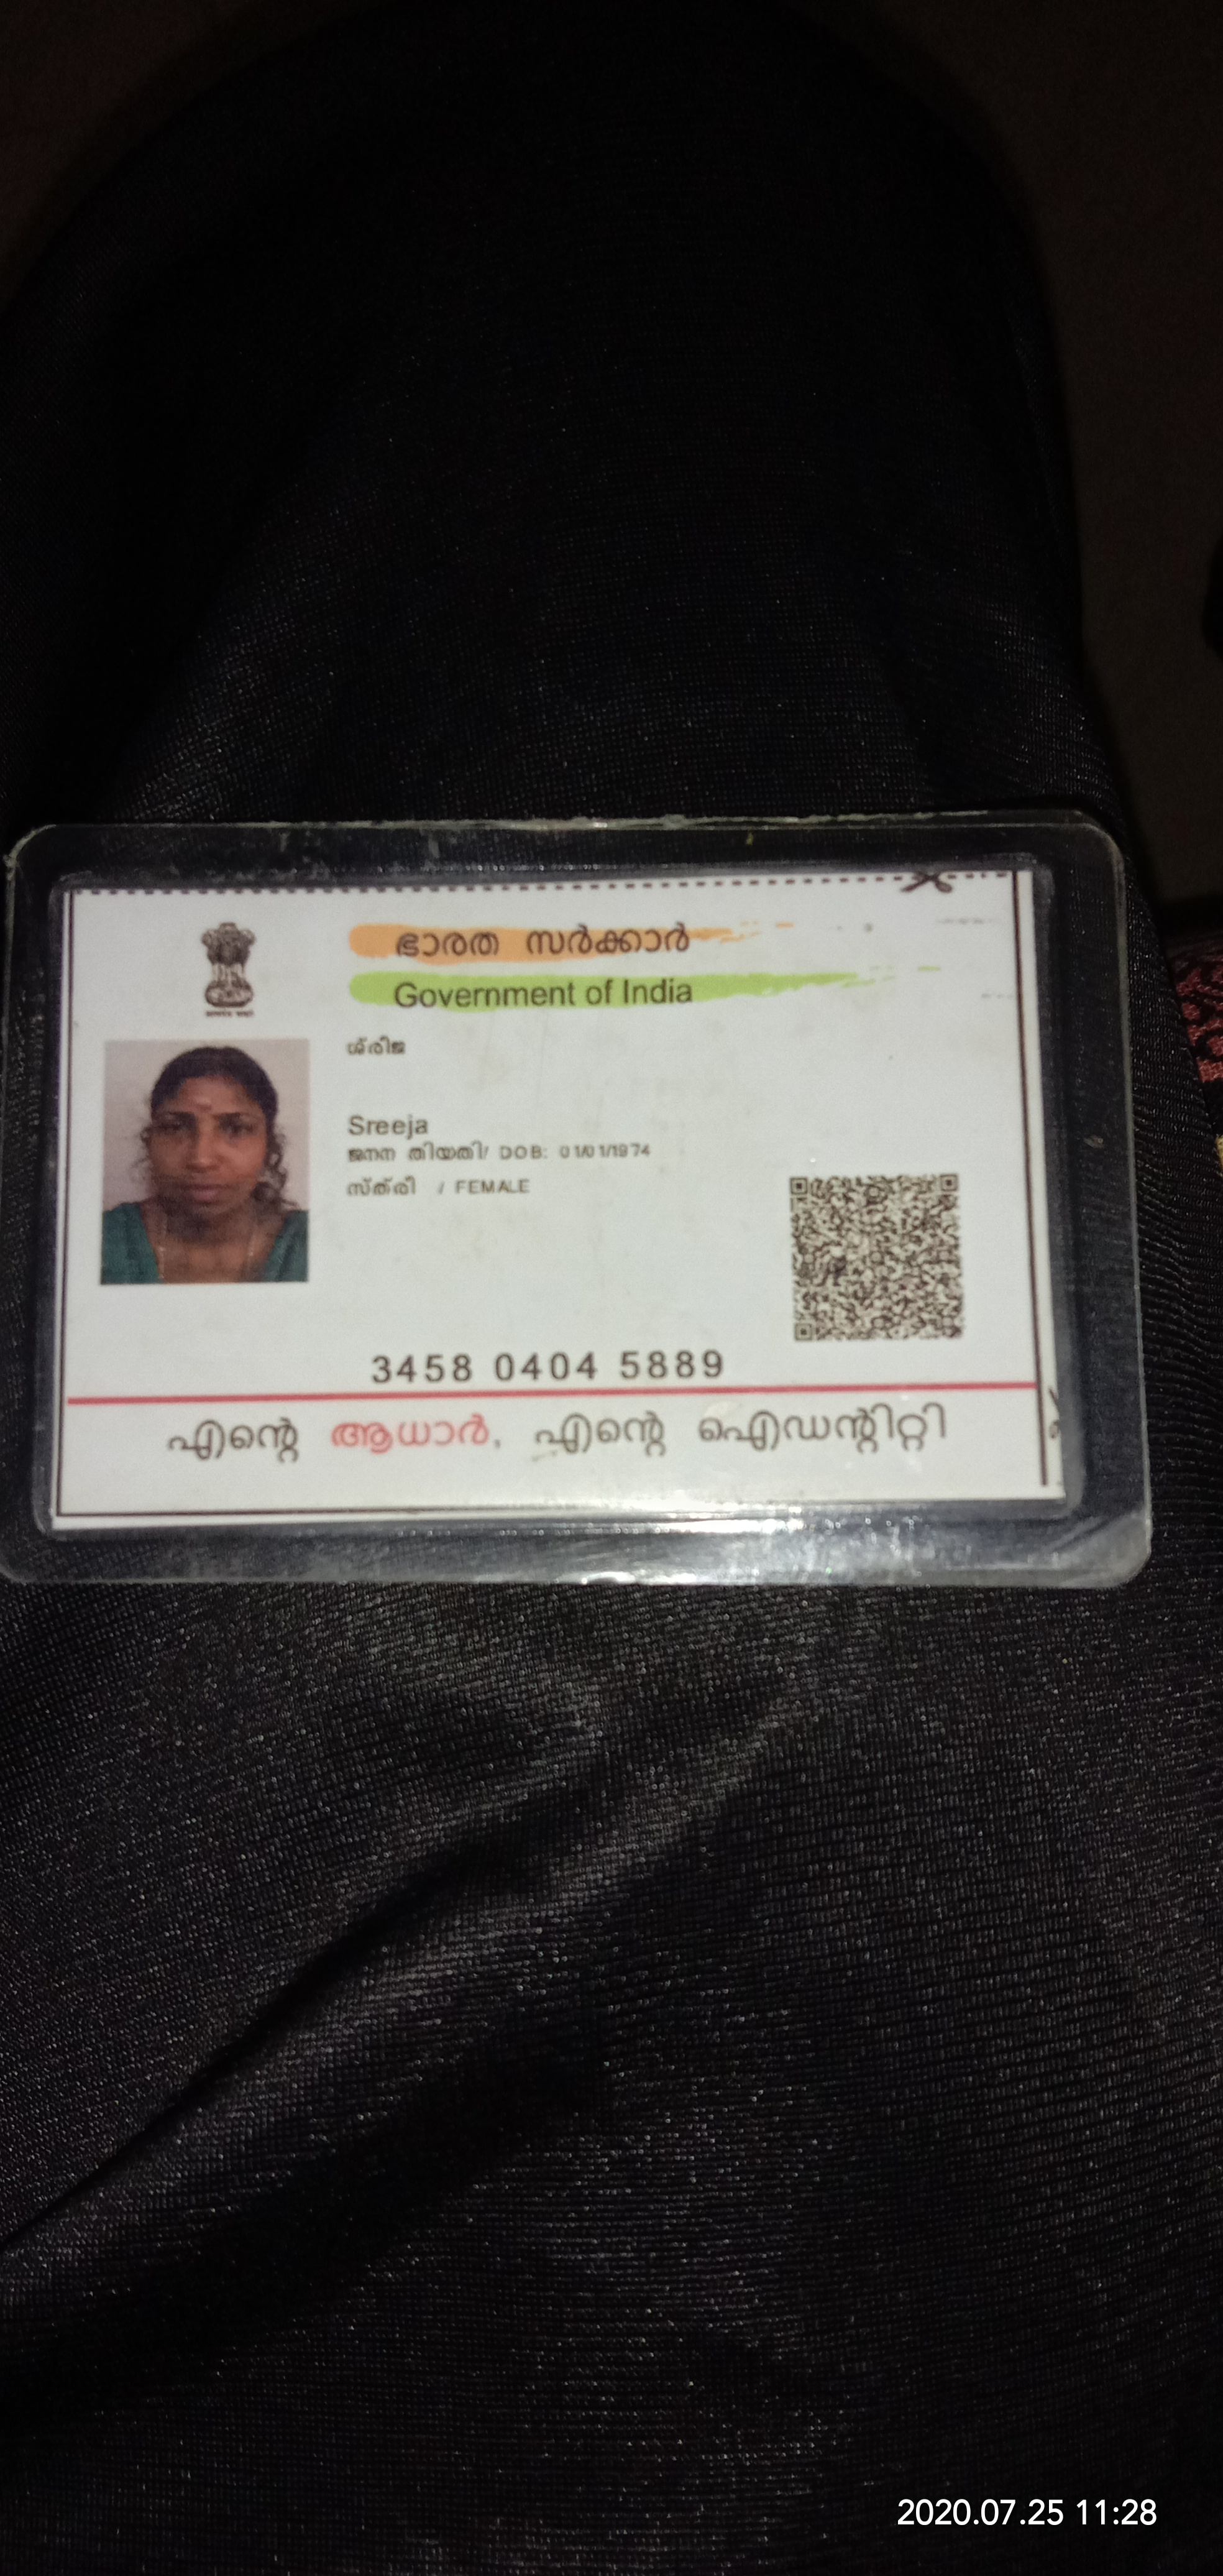 ഭാരത സർക്കാർ
Government of India
ശ്രീജ
Sreeja
ജനന തിയതി/ DOB: 01/01/1974
സ്ത്രീ / FEMALE
3458 0404 5889
എന്റെ ആധാർ, എന്റെ ഐഡന്റിറ്റി
2020.07.25 11:28